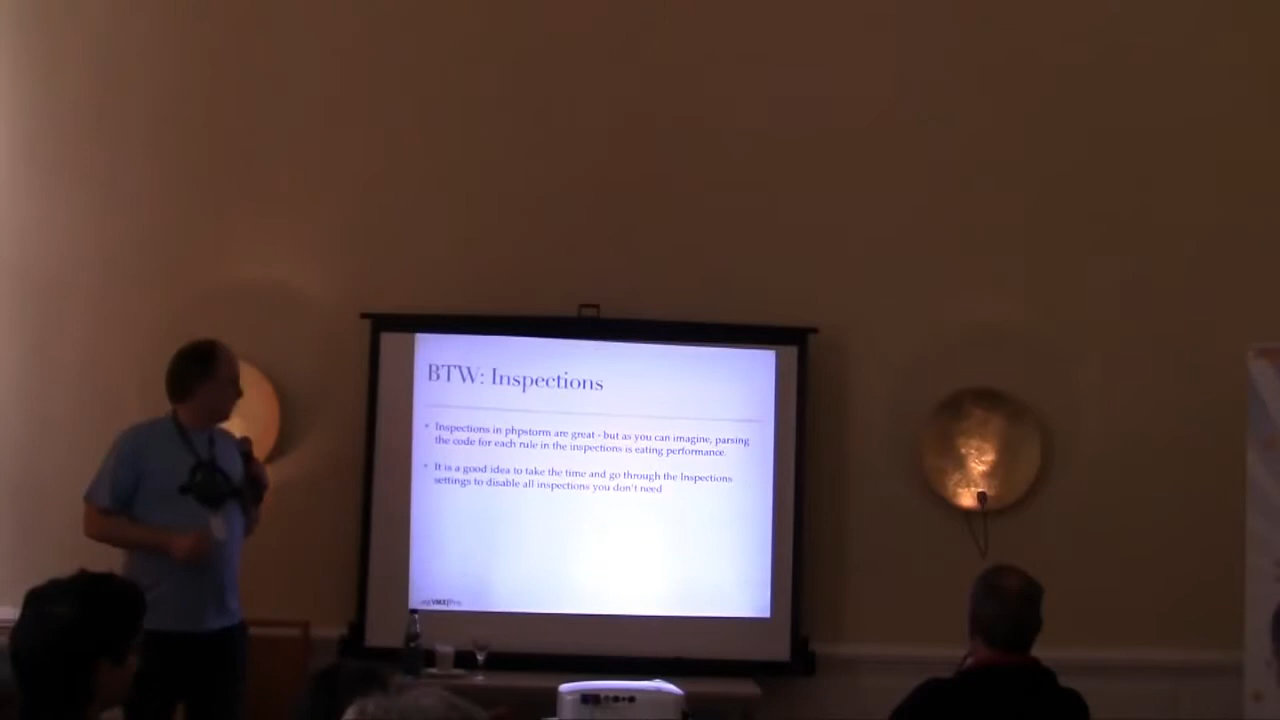 BTW: Inspections
Inspections in phpstorm are great - but as you can imagine, parsing
the code for each rule in the inspections is eating performance.
It is a good idea to take the time and go through the Inspections
settings to disable all inspections you don't need